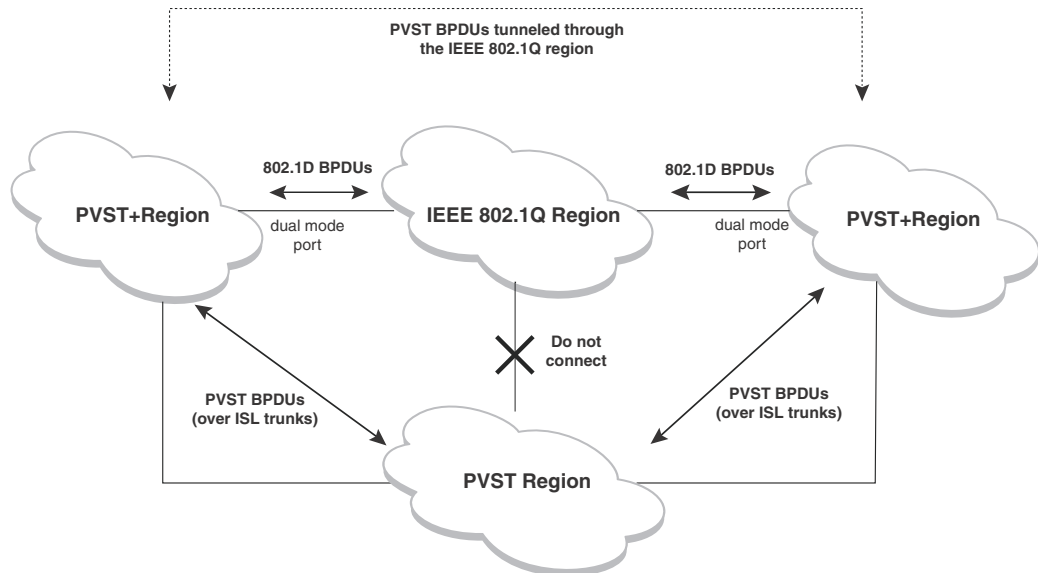 PVST BPDUs tunneled through
the IEEE 802.1Q region
802.1D BPDUs
802.1D BPDUs
PVST+Region
IEEE 802.1Q Region
PVST+Region
dual mode
port
dual mode
port
Do not
connect
PVST BPDUs
(over ISL trunks)
PVST BPDUs
(over ISL trunks)
PVST Region